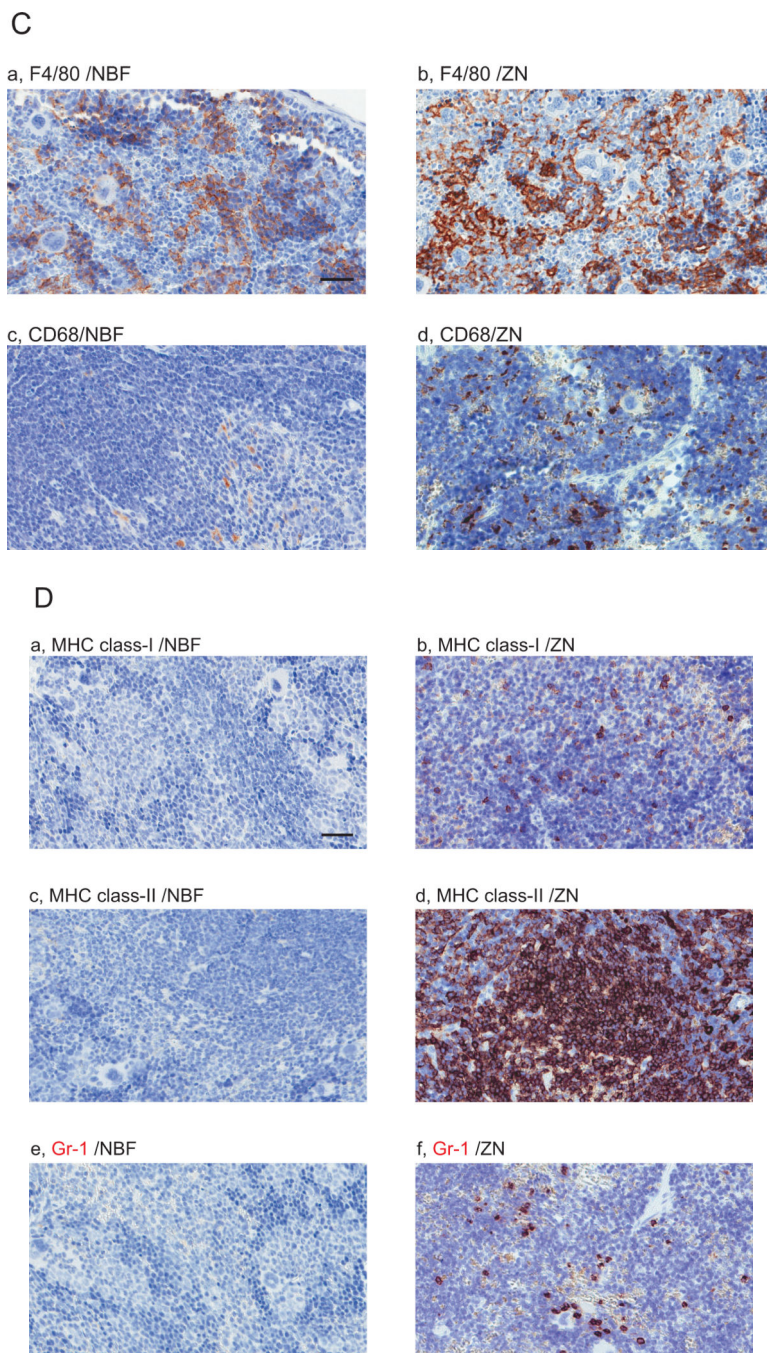 C
a, F4/80 /NBF
b, F4/80 /ZN
c, CD68/NBF
d, CD68/ZN
D
a, MHC class-I /NBF
b, MHC class-I /ZN
c, MHC class-II /NBF
d, MHC class-II /ZN
e, Gr-1 /NBF
f, Gr-1 /ZN